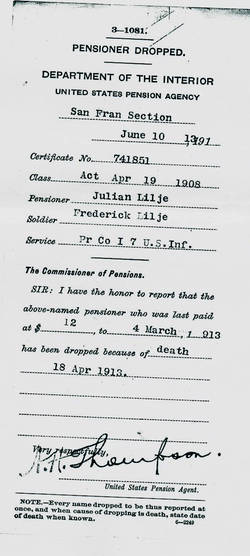 3—1081.
PENSIONER DROPPED.
DEPARTMENT OF THE INTERIOR
UNITED STATES PENSION AGENCY
San Fran Section
June 10 13, 191
Certificate No. 741851
Class Act Apr 19 1908
Pensioner Julian Lilje
Soldier Frederick Lilje
Service Pr Co I 7 U.S.Inf.
The Commissioner of Pensions.
SIR: I have the honor to report that the
above-named pensioner who was last paid
at $ 12, to 4 March, 1 913
has been dropped because of death
18 Apr 1913.
Very respectfully,
Thompson.
United States Pension Agent.
NOTE.—Every name dropped to be thus reported at
once, and when cause of dropping is death, state date
of death when known.
6—2249